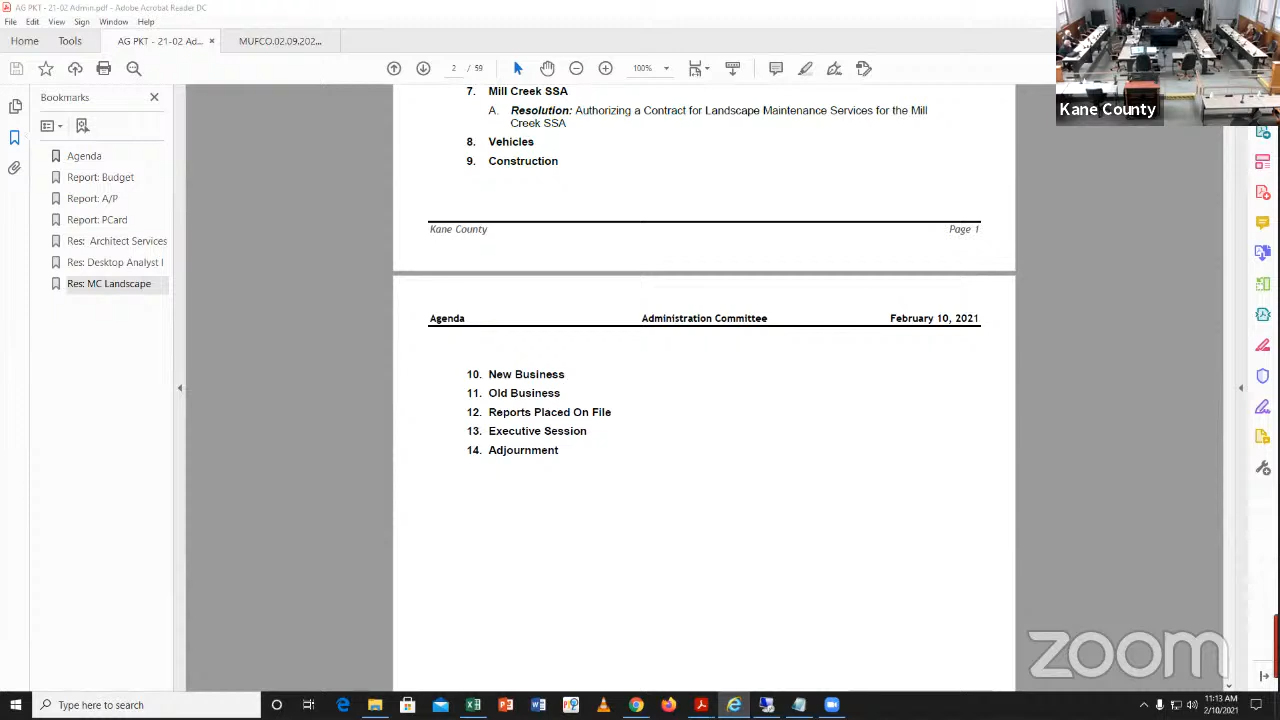 AG PKT - 21-02 Admin.pdf - Adobe Acrobat Reader DC
File Edit View Sign Window Help
Home Tools AG PKT - 21-02 Ad... × MUFCO.02.09.202...
2 59 100%
Bookmarks
Agenda
Report: Budget
Report: A/P
Report: PCard
Res: Architect Services
Res: Desktop Analyst I
Res: MC Landscape
7. Mill Creek SSA
A. Resolution: Authorizing a Contract for Landscape Maintenance Services for the Mill
Creek SSA
8. Vehicles
9. Construction
Kane County Page 1
Agenda Administration Committee February 10, 2021
10. New Business
11. Old Business
12. Reports Placed On File
13. Executive Session
14. Adjournment
Kane County
zoom
Type here to search
11:13 AM
2/10/2021